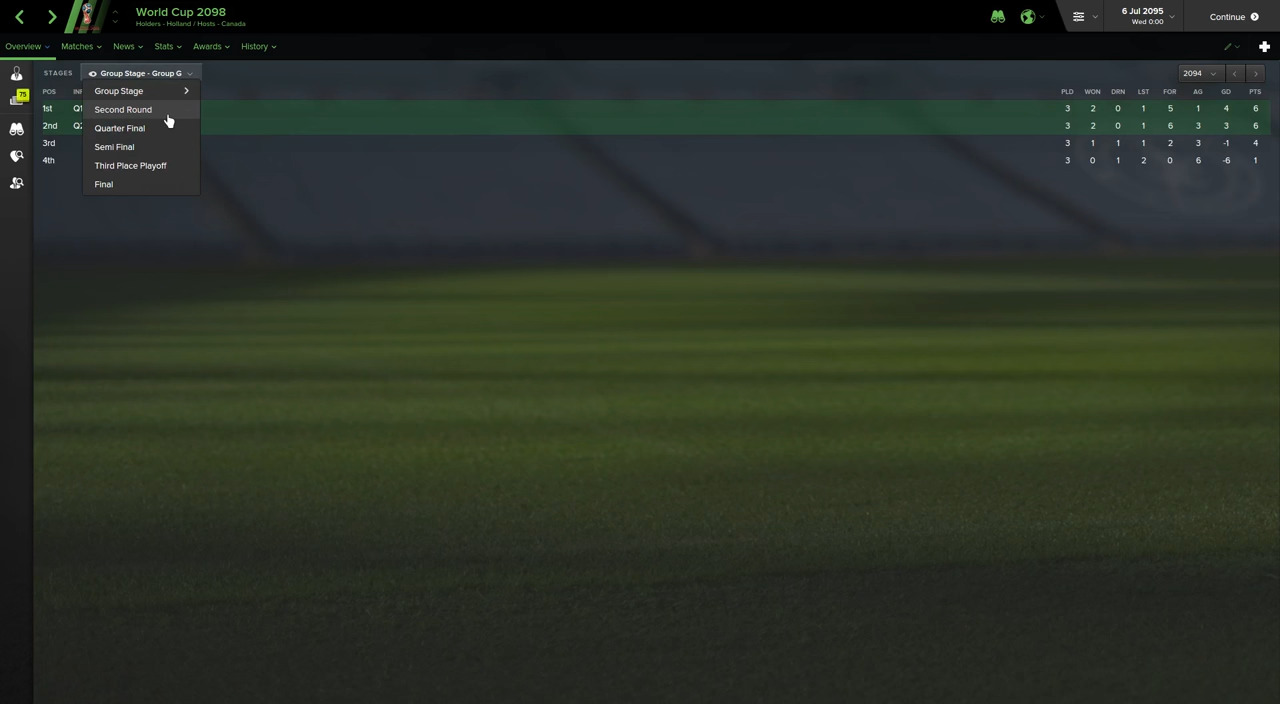 World Cup 2098
Holders - Holland / Hosts - Canada
6 Jul 2095
Wed 0:00
Continue
Overview Matches News Stats Awards History
STAGES Group Stage - Group G 2094
75
Group Stage
Second Round
Quarter Final
Semi Final
Third Place Playoff
Final
POS PLD WON DRN LST FOR AG GD PTS
1st 3 2 0 1 5 1 4 6
2nd 3 2 0 1 6 3 3 6
3rd 3 1 1 1 2 3 -1 4
4th 3 0 1 2 0 6 -6 1